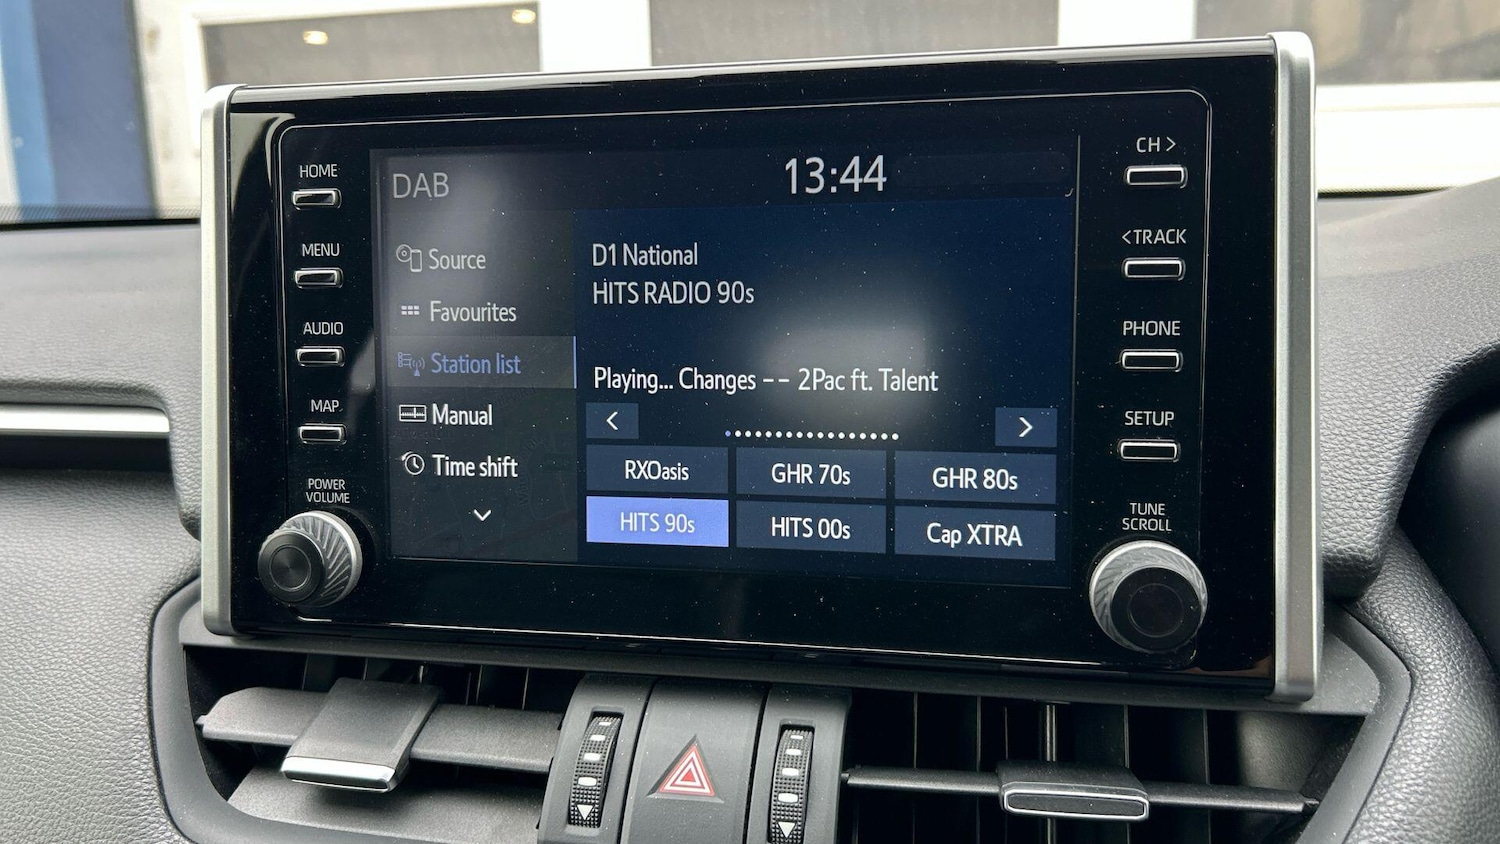 HOME
MENU
AUDIO
MAP
POWER
VOLUME
DAB
13:44
Source
Favourites
Station list
Manual
Time shift
D1 National
HITS RADIO 90s
Playing... Changes -- 2Pac ft. Talent
<
>
RXOasis
GHR 70s
GHR 80s
HITS 90s
HITS 00s
Cap XTRA
CH >
<TRACK
PHONE
SETUP
TUNE
SCROLL